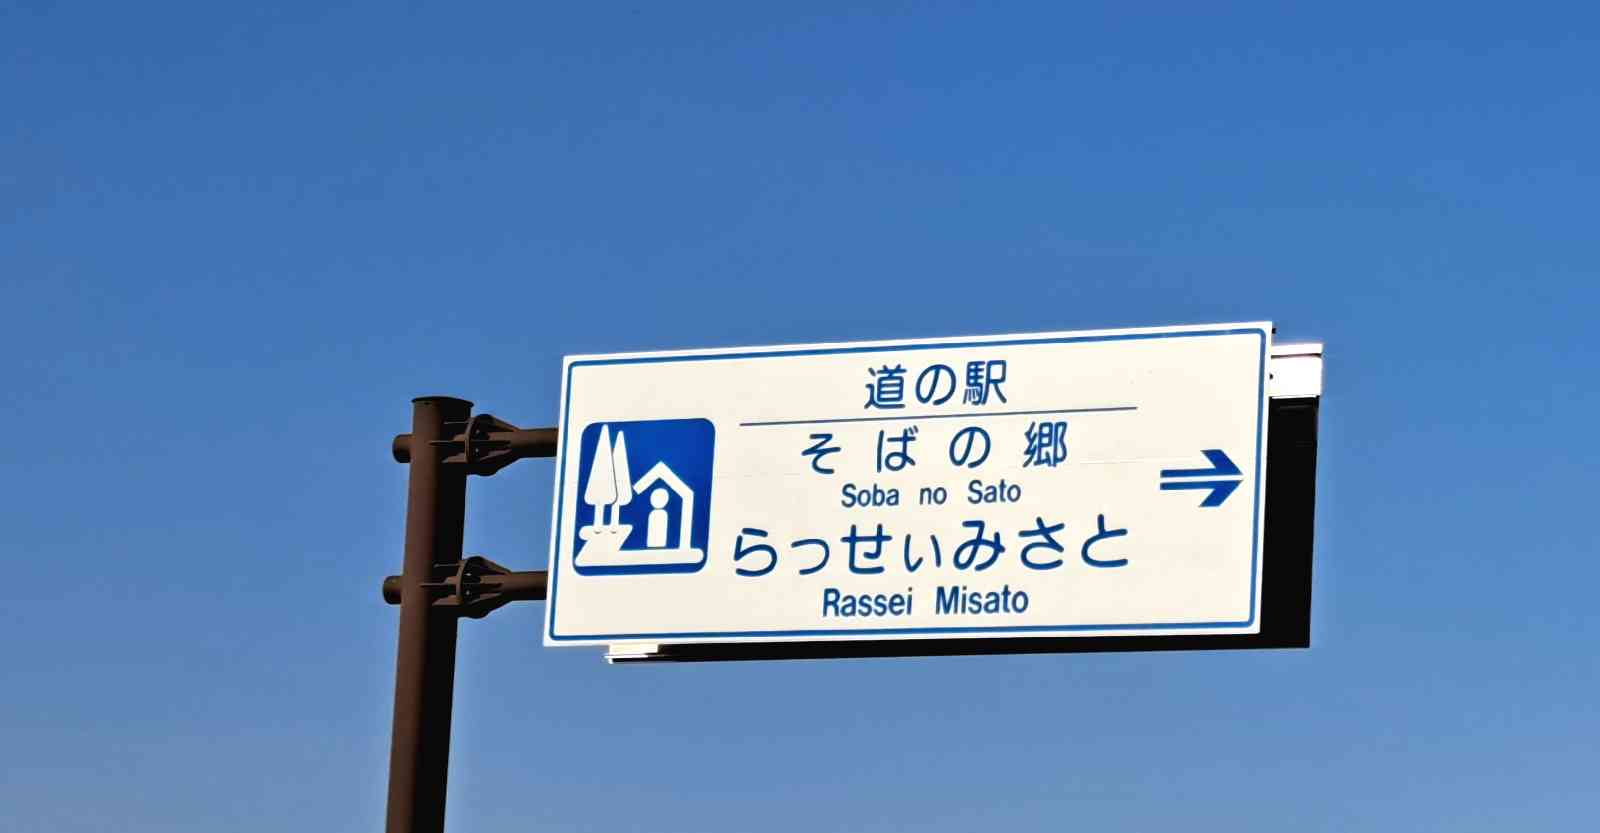 道の駅
そばの郷
Soba no Sato
らっせぃみさと
Rassei Misato